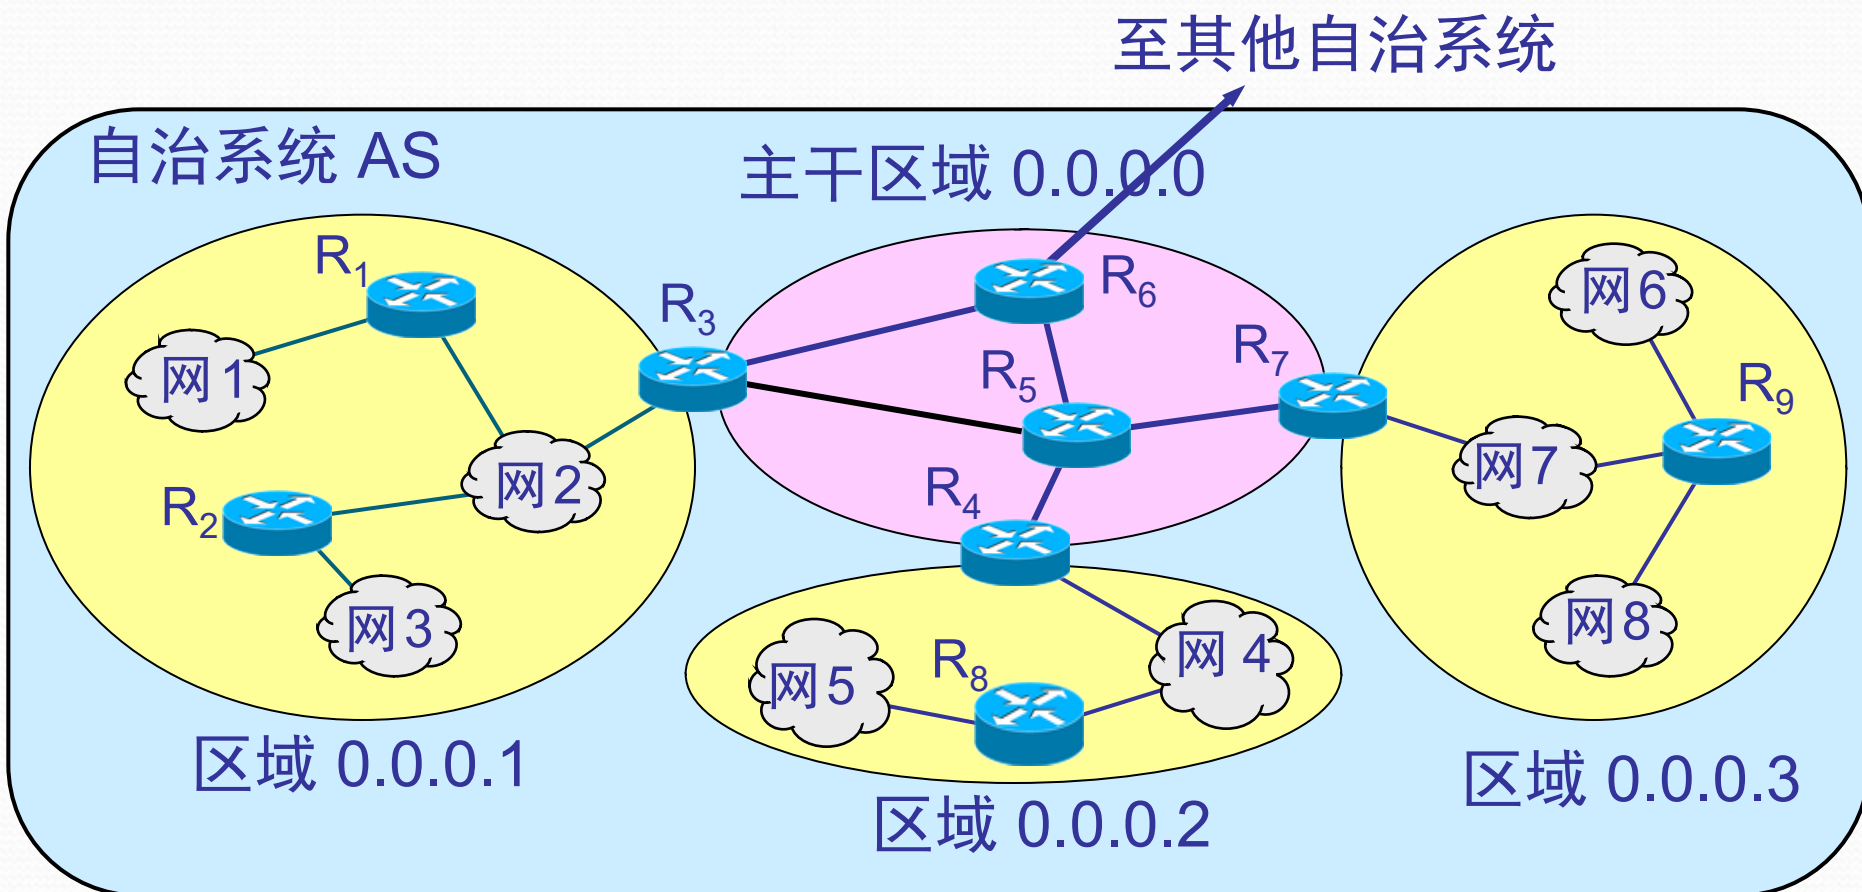 至其他自治系统
自治系统 AS
主干区域 0.0.0.0
R1
R3
R6
网6
网1
R5
R7
R9
网2
网7
R2
R4
网3
网8
R8
网 4
网5
区域 0.0.0.1
区域 0.0.0.2
区域 0.0.0.3